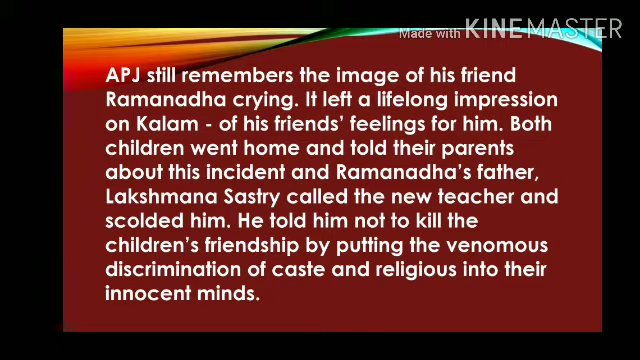 Made with KINEMASTER
APJ still remembers the image of his friend
Ramanadha crying. It left a lifelong impression
on Kalam - of his friends' feelings for him. Both
children went home and told their parents
about this incident and Ramanadha's father,
Lakshmana Sastry called the new teacher and
scolded him. He told him not to kill the
children's friendship by putting the venomous
discrimination of caste and religious into their
innocent minds.